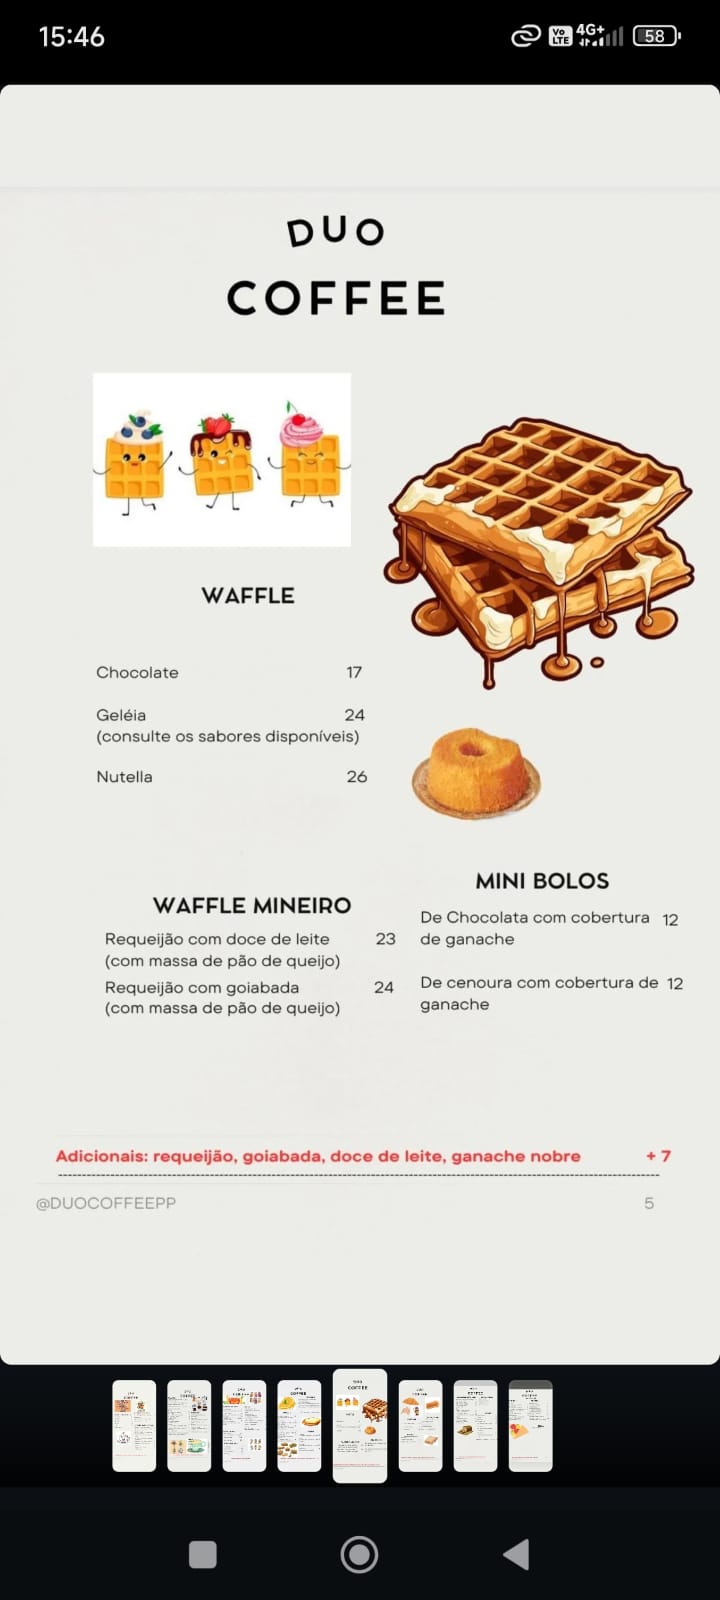 15:46
Vo LTE 4G+ 58
DUO
COFFEE
WAFFLE
Chocolate 17
Geléia 24
(consulte os sabores disponíveis)
Nutella 26
WAFFLE MINEIRO
Requeijão com doce de leite 23
(com massa de pão de queijo)
Requeijão com goiabada 24
(com massa de pão de queijo)
MINI BOLOS
De Chocolata com cobertura 12
de ganache
De cenoura com cobertura de 12
ganache
Adicionais: requeijão, goiabada, doce de leite, ganache nobre + 7
@DUOCOFFEEPP 5